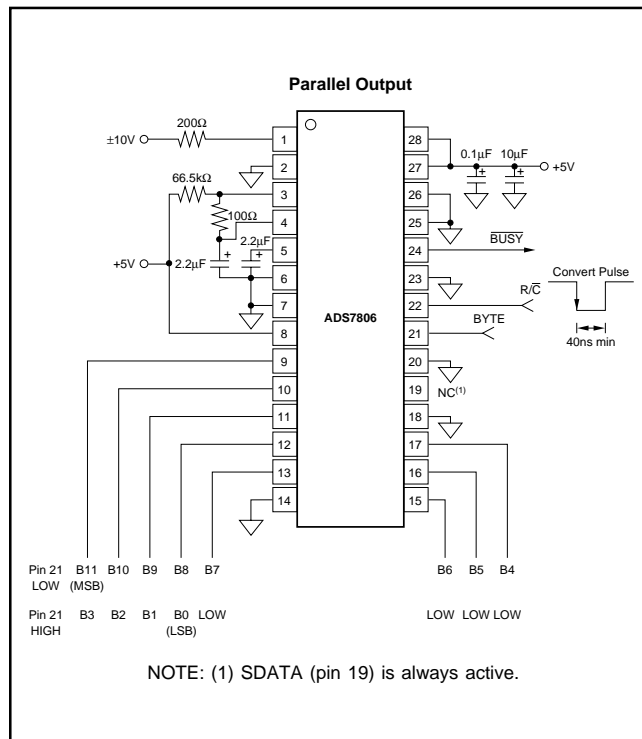 Parallel Output
200Ω
±10V
66.5kΩ
100Ω
2.2µF
+
2.2µF
+
+5V
1
2
3
4
5
6
7
8
9
10
11
12
13
14
ADS7806
28
27
26
25
24
23
22
21
20
19
18
17
16
15
0.1µF
+
10µF
+
+5V
BUSY
R/C
Convert Pulse
40ns min
BYTE
NC(1)
Pin 21 B11 B10 B9 B8 B7 B6 B5 B4
LOW (MSB)
Pin 21 B3 B2 B1 B0 LOW LOW LOW LOW
HIGH (LSB)
NOTE: (1) SDATA (pin 19) is always active.